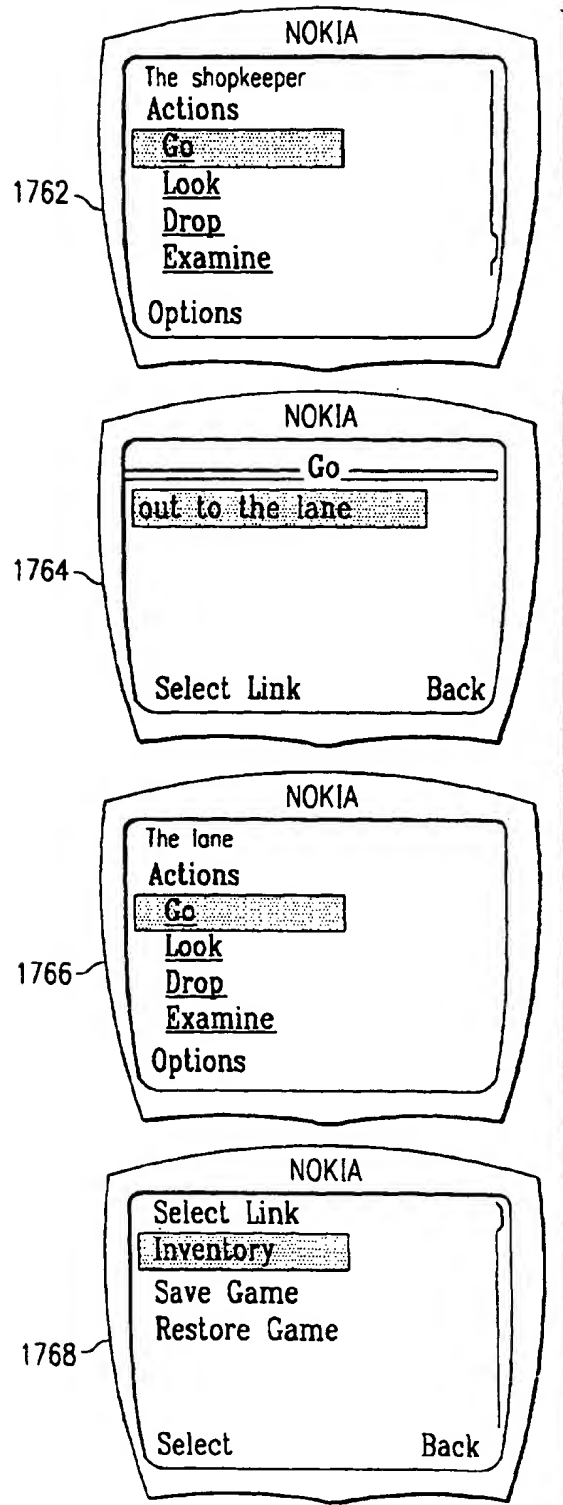 NOKIA
The shopkeeper
Actions
Go
Look
Drop
Examine
Options
1762
NOKIA
Go
out to the lane
Select Link Back
1764
NOKIA
The lane
Actions
Go
Look
Drop
Examine
Options
1766
NOKIA
Select Link
Inventory
Save Game
Restore Game
Select Back
1768